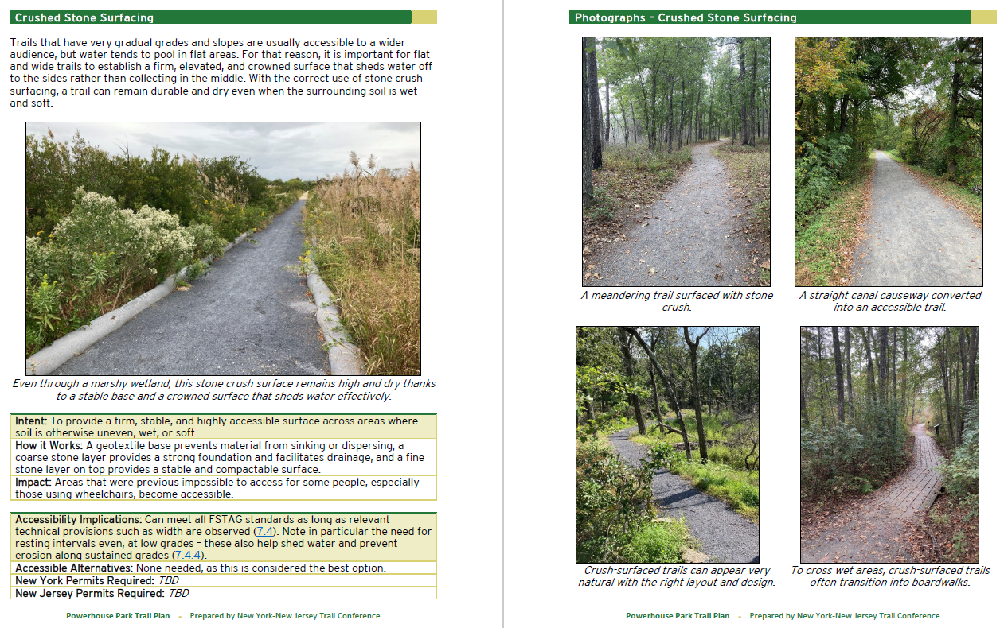 Crushed Stone Surfacing
Trails that have very gradual grades and slopes are usually accessible to a wider
audience, but water tends to pool in flat areas. For that reason, it is important for flat
and wide trails to establish a firm, elevated, and crowned surface that sheds water off
to the sides rather than collecting in the middle. With the correct use of stone crush
surfacing, a trail can remain durable and dry even when the surrounding soil is wet
and soft.
Even through a marshy wetland, this stone crush surface remains high and dry thanks
to a stable base and a crowned surface that sheds water effectively.
Intent: To provide a firm, stable, and highly accessible surface across areas where
soil is otherwise uneven, wet, or soft.
How it Works: A geotextile base prevents material from sinking or dispersing, a
coarse stone layer provides a strong foundation and facilitates drainage, and a fine
stone layer on top provides a stable and compactable surface.
Impact: Areas that were previous impossible to access for some people, especially
those using wheelchairs, become accessible.
Accessibility Implications: Can meet all FSTAG standards as long as relevant
technical provisions such as width are observed (7.4). Note in particular the need for
resting intervals even, at low grades – these also help shed water and prevent
erosion along sustained grades (7.4.4).
Accessible Alternatives: None needed, as this is considered the best option.
New York Permits Required: TBD
New Jersey Permits Required: TBD
Powerhouse Park Trail Plan • Prepared by New York-New Jersey Trail Conference
Photographs – Crushed Stone Surfacing
A meandering trail surfaced with stone
crush.
A straight canal causeway converted
into an accessible trail.
Crush-surfaced trails can appear very
natural with the right layout and design.
To cross wet areas, crush-surfaced trails
often transition into boardwalks.
Powerhouse Park Trail Plan • Prepared by New York-New Jersey Trail Conference